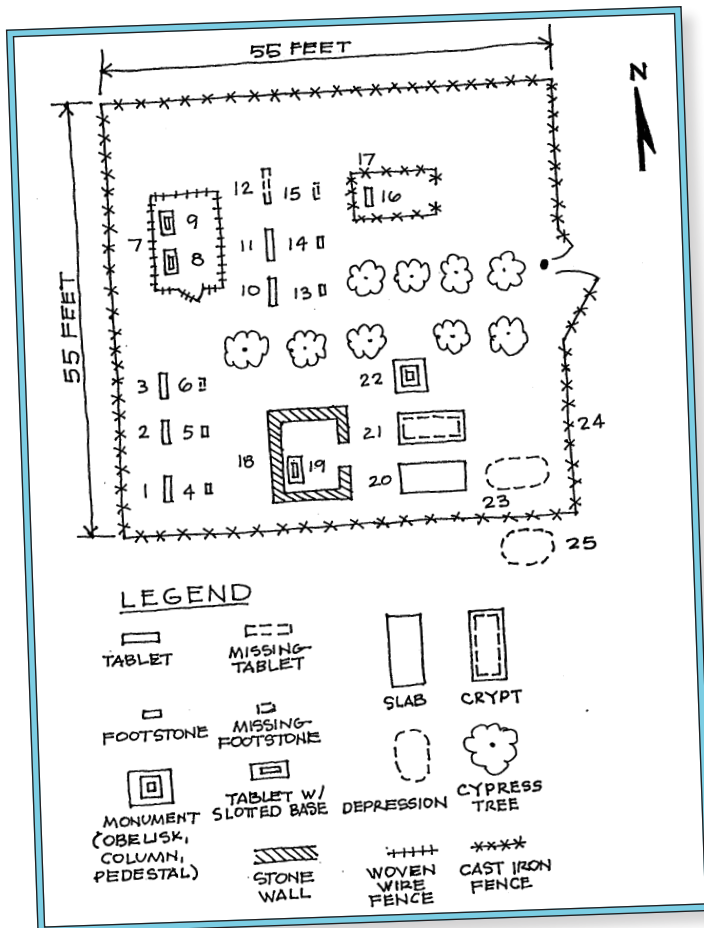 55 FEET
N
55 FEET
17
12 15 16
9
7 11 14
8
10 13
3 6 22
2 5 21 24
18 19
1 4 20
23
25
LEGEND
TABLET
MISSING
TABLET
SLAB
CRYPT
FOOTSTONE
MISSING
FOOTSTONE
MONUMENT
(OBELISK,
COLUMN,
PEDESTAL)
TABLET W/
SLOTTED BASE
DEPRESSION
CYPRESS
TREE
STONE
WALL
WOVEN
WIRE
FENCE
CAST IRON
FENCE